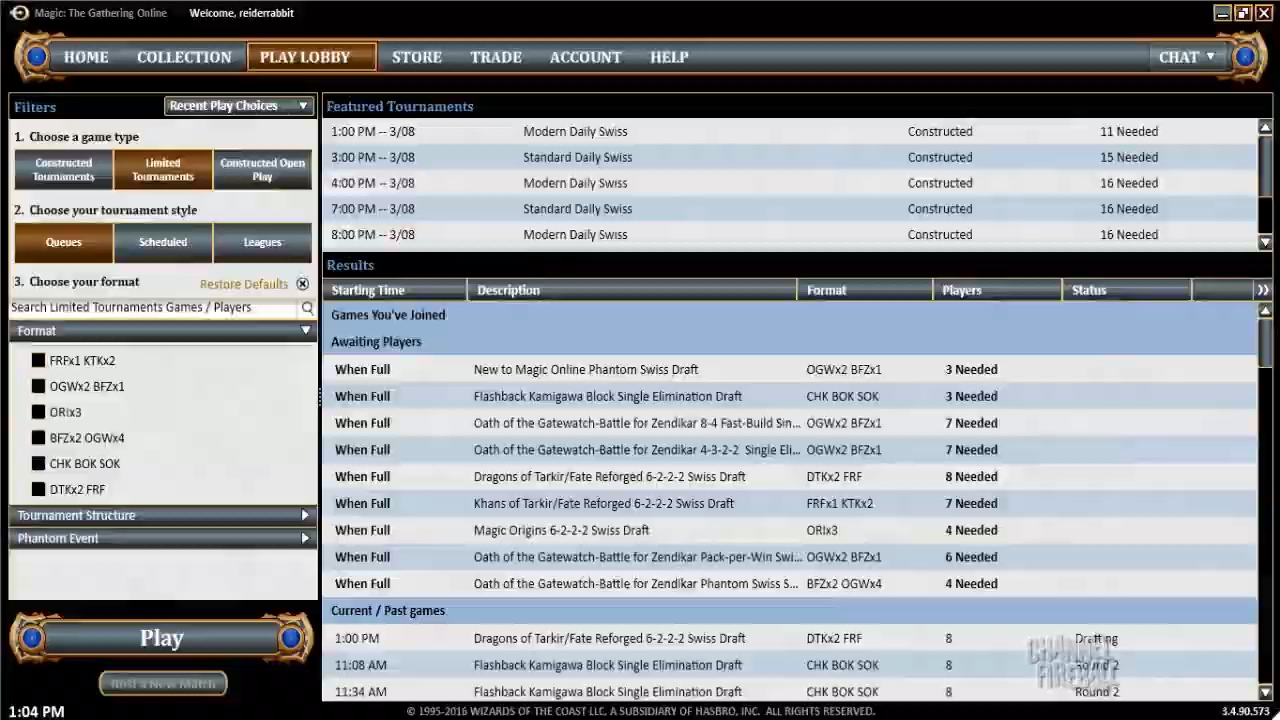 Magic: The Gathering Online Welcome, reiderrabbit
HOME COLLECTION PLAY LOBBY STORE TRADE ACCOUNT HELP CHAT
Filters Recent Play Choices
1. Choose a game type
Constructed Tournaments Limited Tournaments Constructed Open Play
2. Choose your tournament style
Queues Scheduled Leagues
3. Choose your format Restore Defaults
Search Limited Tournaments Games / Players
Format
FRFx1 KTKx2
OGWx2 BFZx1
ORIx3
BFZx2 OGWx4
CHK BOK SOK
DTKx2 FRF
Tournament Structure
Phantom Event
Play
Host a New Match
1:04 PM
Featured Tournaments
1:00 PM -- 3/08 Modern Daily Swiss Constructed 11 Needed
3:00 PM -- 3/08 Standard Daily Swiss Constructed 15 Needed
4:00 PM -- 3/08 Modern Daily Swiss Constructed 16 Needed
7:00 PM -- 3/08 Standard Daily Swiss Constructed 16 Needed
8:00 PM -- 3/08 Modern Daily Swiss Constructed 16 Needed
Results
Starting Time Description Format Players Status
Games You've Joined
Awaiting Players
When Full New to Magic Online Phantom Swiss Draft OGWx2 BFZx1 3 Needed
When Full Flashback Kamigawa Block Single Elimination Draft CHK BOK SOK 3 Needed
When Full Oath of the Gatewatch-Battle for Zendikar 8-4 Fast-Build Sin... OGWx2 BFZx1 7 Needed
When Full Oath of the Gatewatch-Battle for Zendikar 4-3-2-2 Single Eli... OGWx2 BFZx1 7 Needed
When Full Dragons of Tarkir/Fate Reforged 6-2-2-2 Swiss Draft DTKx2 FRF 8 Needed
When Full Khans of Tarkir/Fate Reforged 6-2-2-2 Swiss Draft FRFx1 KTKx2 7 Needed
When Full Magic Origins 6-2-2-2 Swiss Draft ORIx3 4 Needed
When Full Oath of the Gatewatch-Battle for Zendikar Pack-per-Win Swi... OGWx2 BFZx1 6 Needed
When Full Oath of the Gatewatch-Battle for Zendikar Phantom Swiss S... BFZx2 OGWx4 4 Needed
Current / Past games
1:00 PM Dragons of Tarkir/Fate Reforged 6-2-2-2 Swiss Draft DTKx2 FRF 8 Drafting
11:08 AM Flashback Kamigawa Block Single Elimination Draft CHK BOK SOK 8 Round 2
11:34 AM Flashback Kamigawa Block Single Elimination Draft CHK BOK SOK 8 Round 2
CHANNEL
FIREBALL
© 1995-2016 WIZARDS OF THE COAST LLC, A SUBSIDIARY OF HASBRO, INC. ALL RIGHTS RESERVED. 3.4.90.573